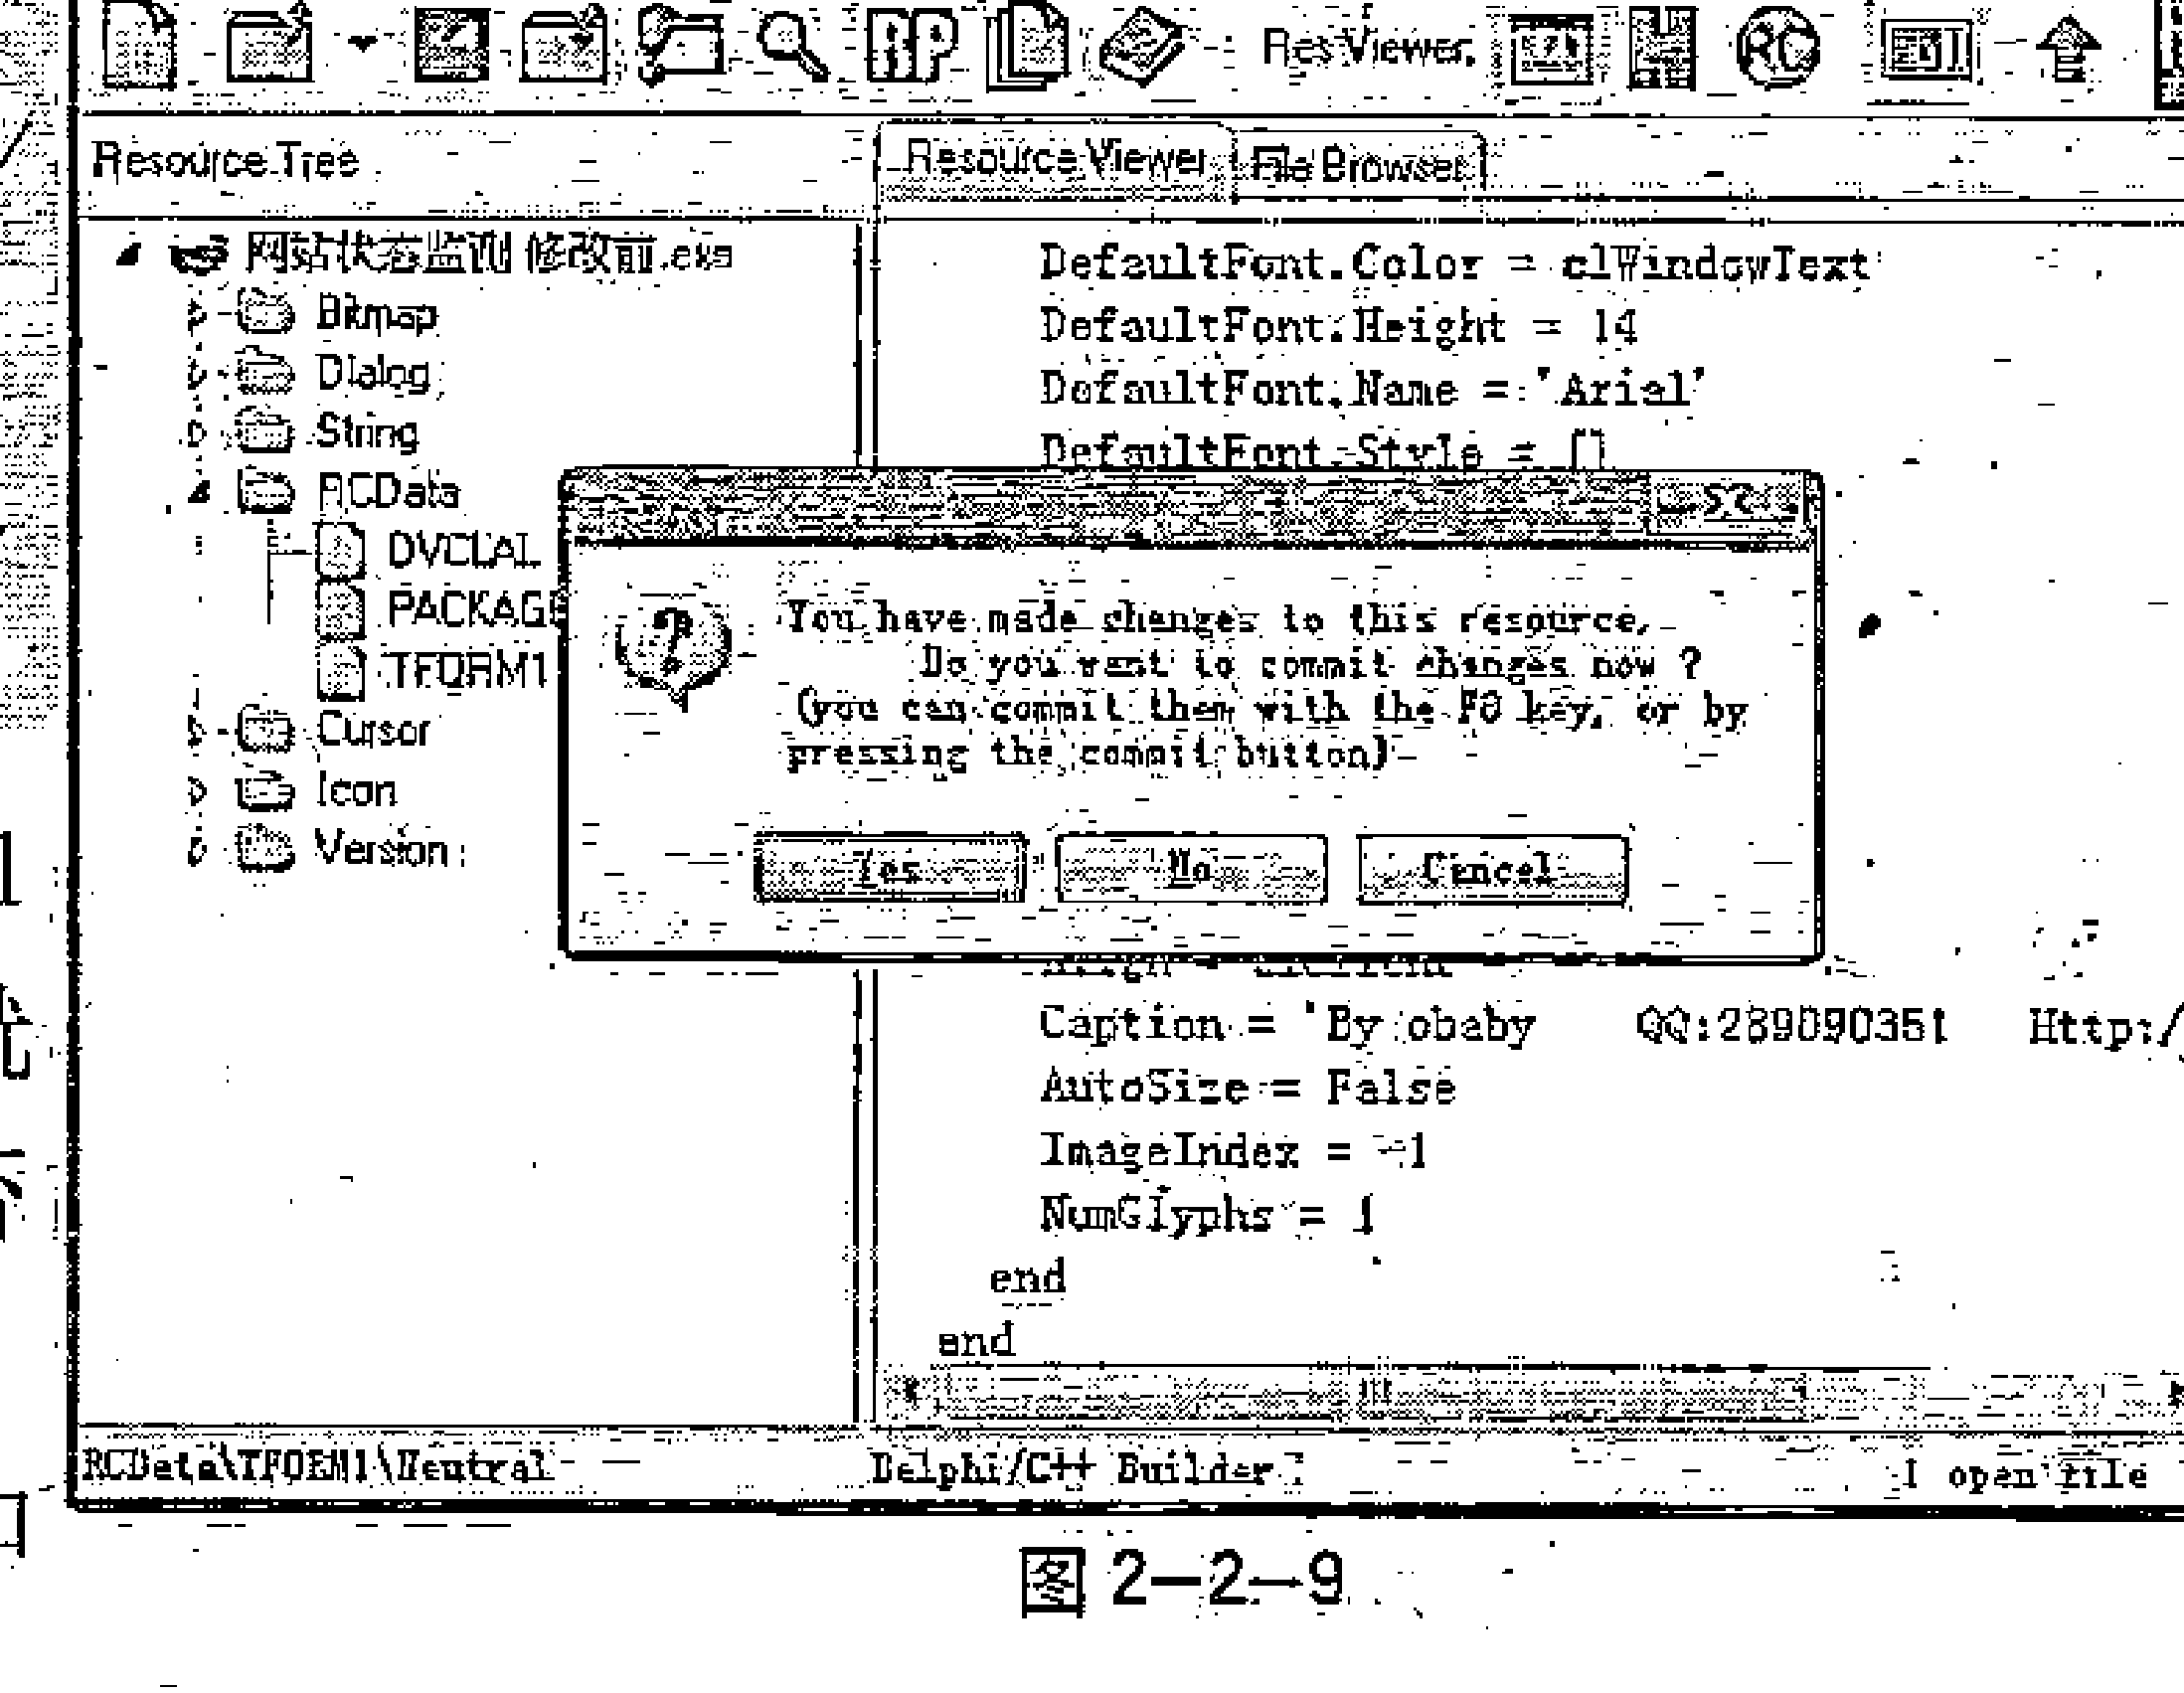 Res Viewer:
Resource Tree
Resource Viewer
File Browser
网站状态监测 修改前.exe
Bitmap
Dialog
String
RCData
DVCLAL
PACKAGE
TFORM1
Cursor
Icon
Version
DefaultFont.Color = clWindowText
DefaultFont.Height = 14
DefaultFont.Name = 'Arial'
DefaultFont.Style = []
You have made changes to this resource,
Do you want to commit changes now ?
(you can commit them with the F8 key, or by
pressing the commit button)
Yes
No
Cancel
Caption = 'By obaby QQ:289090351 Http:/
AutoSize = False
ImageIndex = -1
NumGlyphs = 1
end
end
RCData\TFORM1\Neutral
Delphi/C++ Builder
1 open file
图 2-2-9